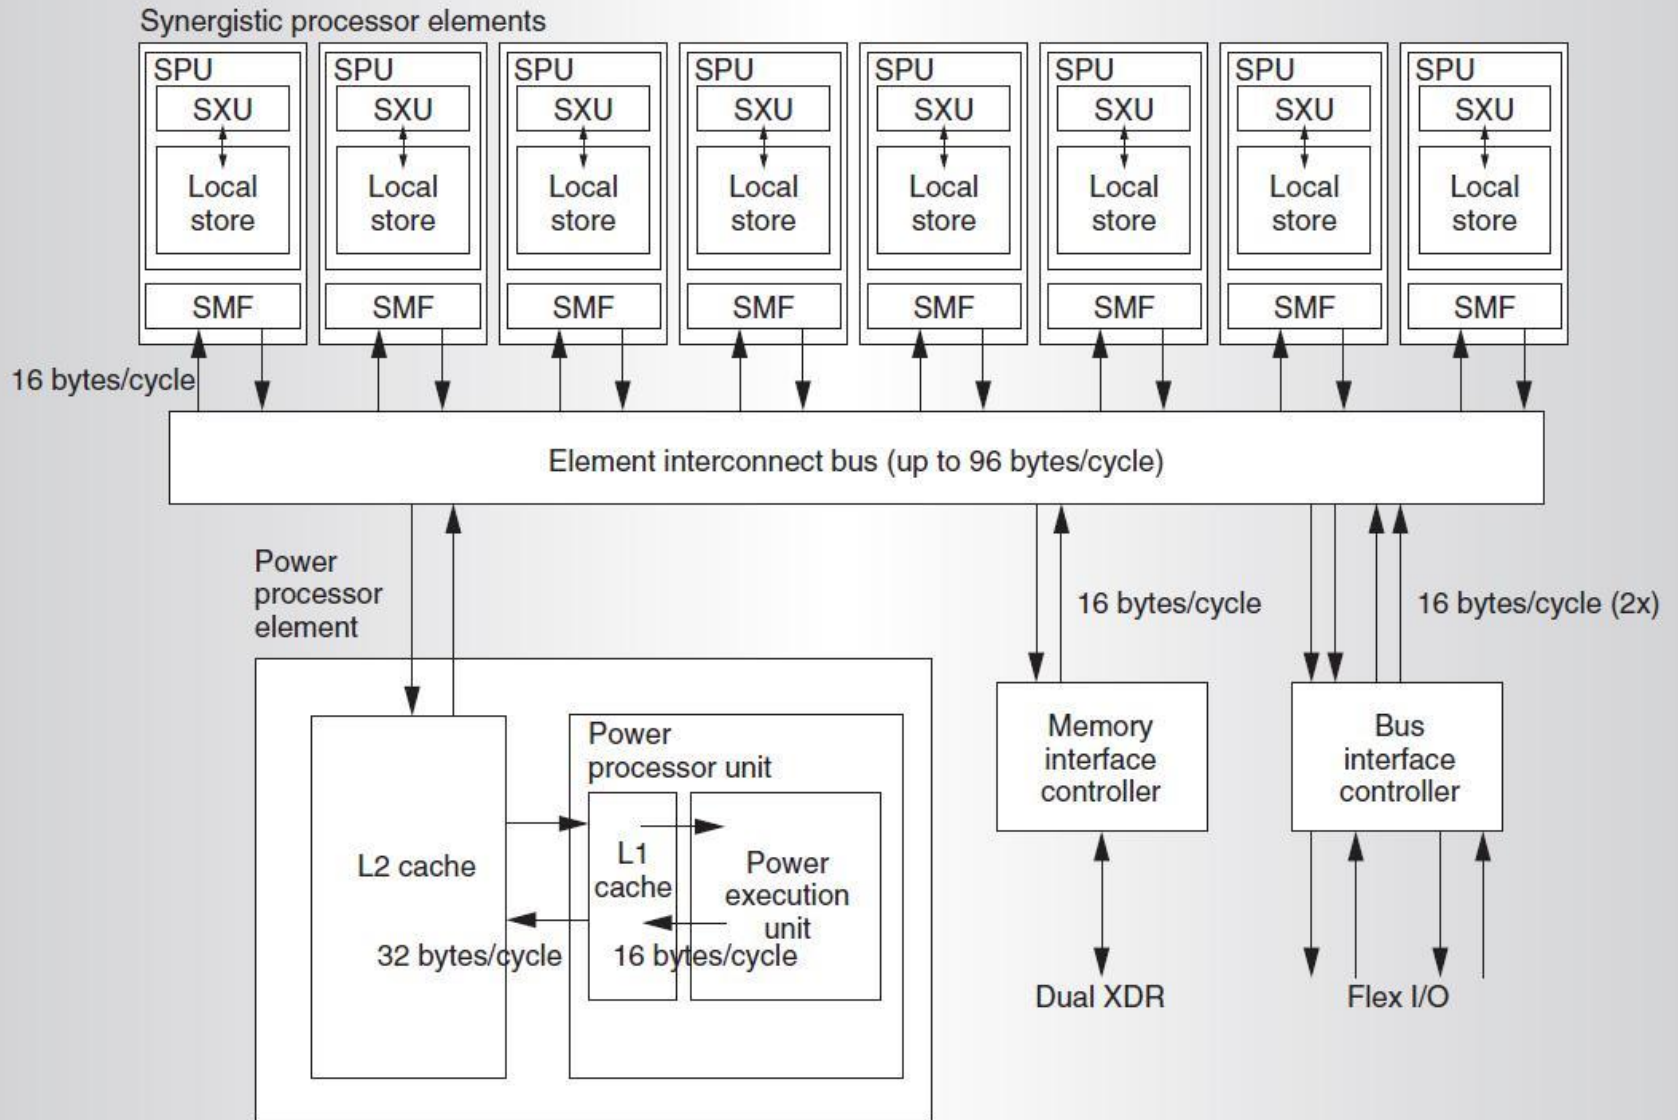 Synergistic processor elements
SPU SPU SPU SPU SPU SPU SPU SPU
SXU SXU SXU SXU SXU SXU SXU SXU
Local Local Local Local Local Local Local Local
store store store store store store store store
SMF SMF SMF SMF SMF SMF SMF SMF
16 bytes/cycle
Element interconnect bus (up to 96 bytes/cycle)
Power
processor
element
16 bytes/cycle
16 bytes/cycle (2x)
Power
processor unit
L2 cache
L1
cache
Power
execution
unit
32 bytes/cycle
16 bytes/cycle
Memory
interface
controller
Bus
interface
controller
Dual XDR
Flex I/O